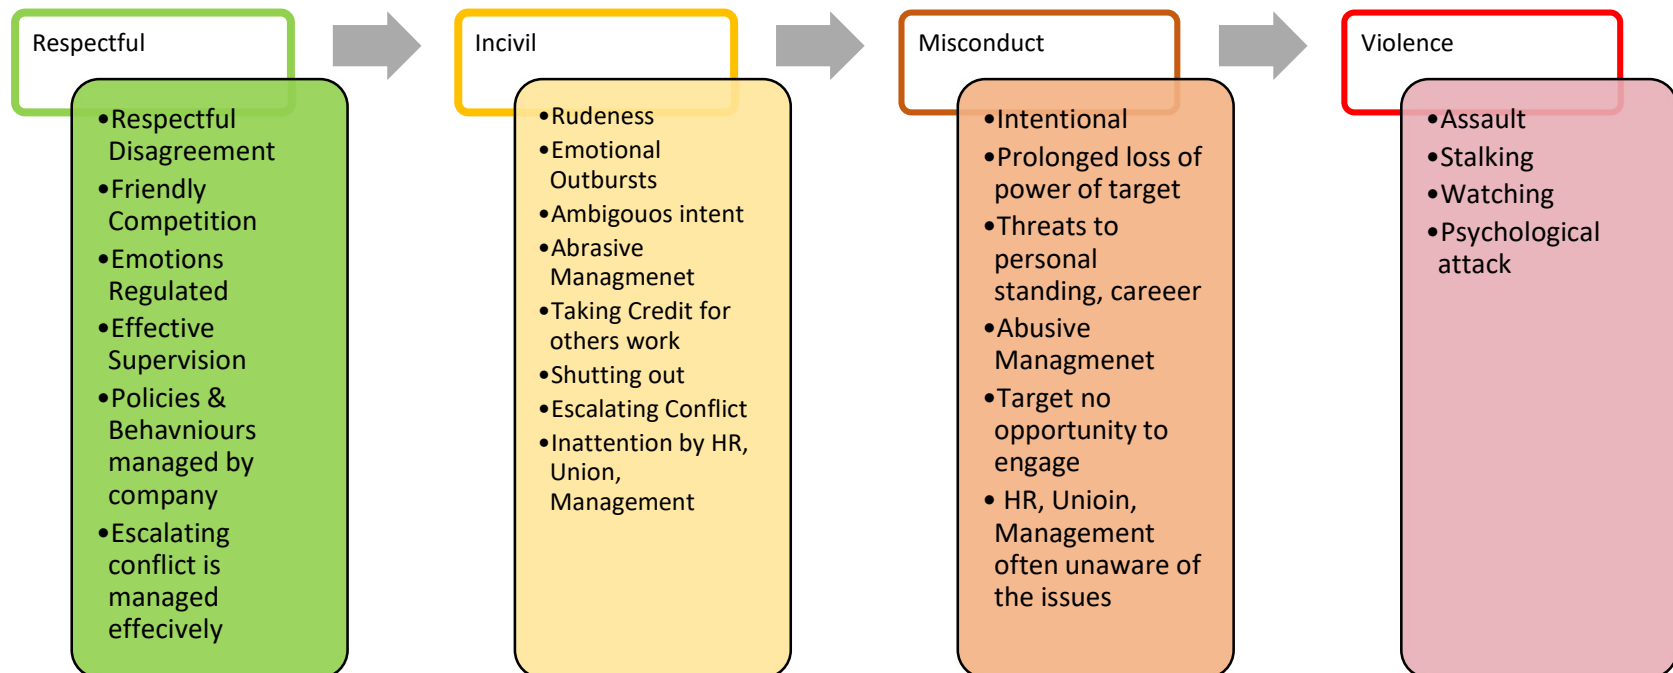 Respectful
•Respectful
Disagreement
•Friendly
Competition
•Emotions
Regulated
•Effective
Supervision
•Policies &
Behavniours
managed by
company
•Escalating
conflict is
managed
effecively
Incivil
•Rudeness
•Emotional
Outbursts
•Ambigouos intent
•Abrasive
Managmenet
•Taking Credit for
others work
•Shutting out
•Escalating Conflict
•Inattention by HR,
Union,
Management
Misconduct
•Intentional
•Prolonged loss of
power of target
•Threats to
personal
standing, careeer
•Abusive
Managmenet
•Target no
opportunity to
engage
• HR, Unioin,
Management
often unaware of
the issues
Violence
•Assault
•Stalking
•Watching
•Psychological
attack